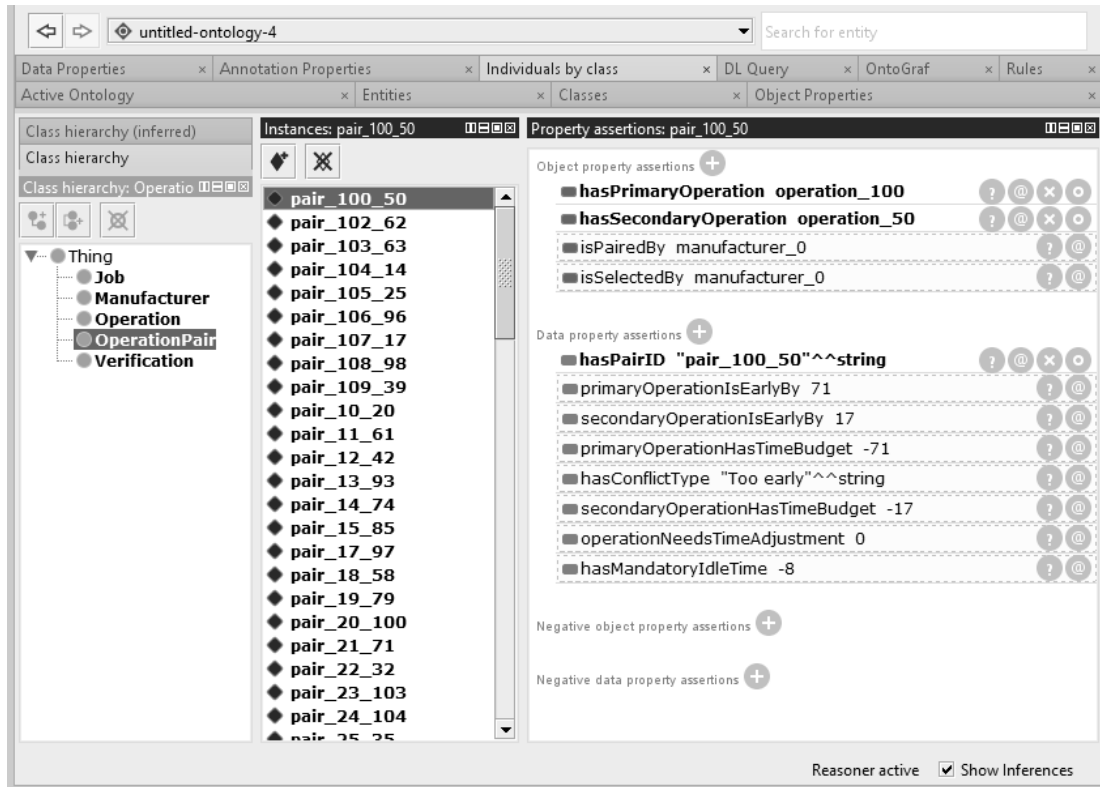 untitled-ontology-4
Search for entity
Data Properties × Annotation Properties × Individuals by class × DL Query × OntoGraf × Rules ×
Active Ontology × Entities × Classes × Object Properties ×
Class hierarchy (inferred)
Class hierarchy
Class hierarchy: Operatio
Thing
Job
Manufacturer
Operation
OperationPair
Verification
Instances: pair_100_50
pair_100_50
pair_102_62
pair_103_63
pair_104_14
pair_105_25
pair_106_96
pair_107_17
pair_108_98
pair_109_39
pair_10_20
pair_11_61
pair_12_42
pair_13_93
pair_14_74
pair_15_85
pair_17_97
pair_18_58
pair_19_79
pair_20_100
pair_21_71
pair_22_32
pair_23_103
pair_24_104
pair_25_35
Property assertions: pair_100_50
Object property assertions
hasPrimaryOperation operation_100
hasSecondaryOperation operation_50
isPairedBy manufacturer_0
isSelectedBy manufacturer_0
Data property assertions
hasPairID "pair_100_50"^^string
primaryOperationIsEarlyBy 71
secondaryOperationIsEarlyBy 17
primaryOperationHasTimeBudget -71
hasConflictType "Too early"^^string
secondaryOperationHasTimeBudget -17
operationNeedsTimeAdjustment 0
hasMandatoryIdleTime -8
Negative object property assertions
Negative data property assertions
Reasoner active Show Inferences